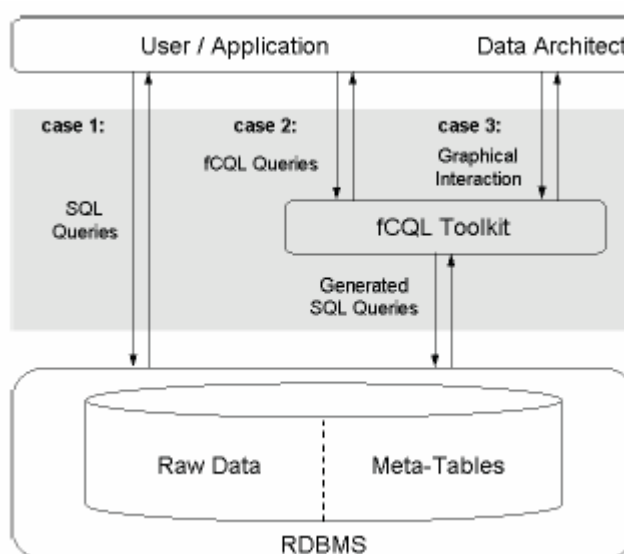 User / Application
Data Architect
case 1:
case 2:
case 3:
fCQL Queries
Graphical
Interaction
SQL
Queries
fCQL Toolkit
Generated
SQL Queries
Raw Data
Meta-Tables
RDBMS